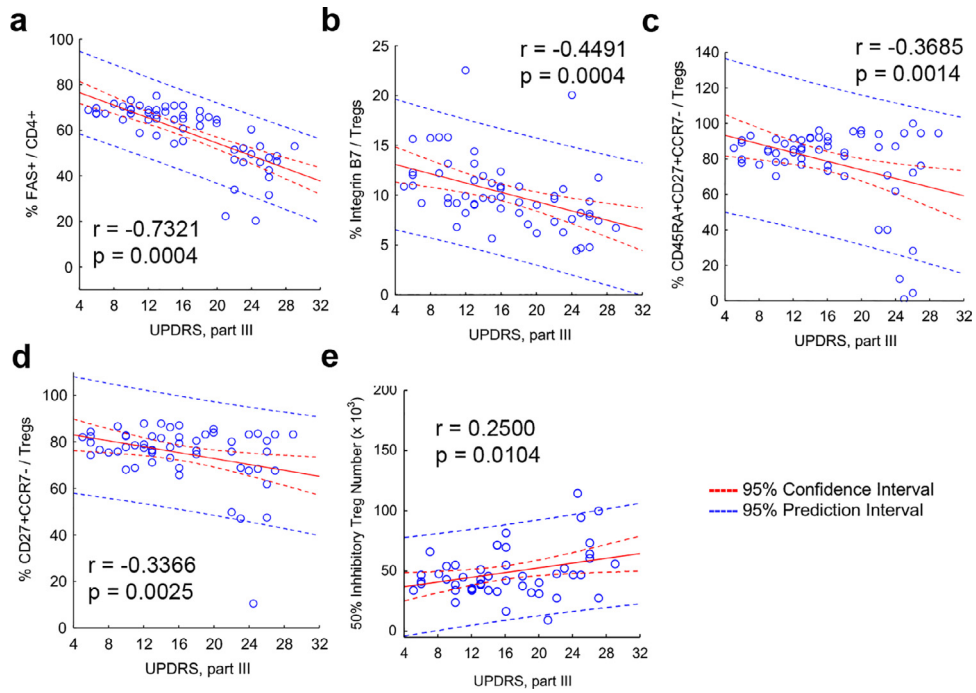 a
% FAS+ / CD4+
100
80
60
40
20
0
r = -0.7321
p = 0.0004
4 8 12 16 20 24 28 32
UPDRS, part III
b
% Integrin B7 / Tregs
25
20
15
10
5
0
r = -0.4491
p = 0.0004
4 8 12 16 20 24 28 32
UPDRS, part III
c
% CD45RA+CD27+CCR7- / Tregs
140
120
100
80
60
40
20
0
r = -0.3685
p = 0.0014
4 8 12 16 20 24 28 32
UPDRS, part III
d
% CD27+CCR7- / Tregs
100
80
60
40
20
0
r = -0.3366
p = 0.0025
4 8 12 16 20 24 28 32
UPDRS, part III
e
50% Inhhibitory Treg Number (x 10³)
200
150
100
50
0
r = 0.2500
p = 0.0104
4 8 12 16 20 24 28 32
UPDRS, part III
95% Confidence Interval
95% Prediction Interval